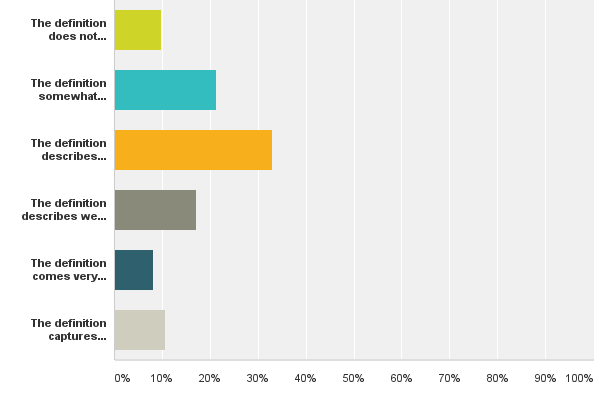 The definition
does not...
The definition
somewhat...
The definition
describes...
The definition
describes we...
The definition
comes very...
The definition
captures...
0% 10% 20% 30% 40% 50% 60% 70% 80% 90% 100%